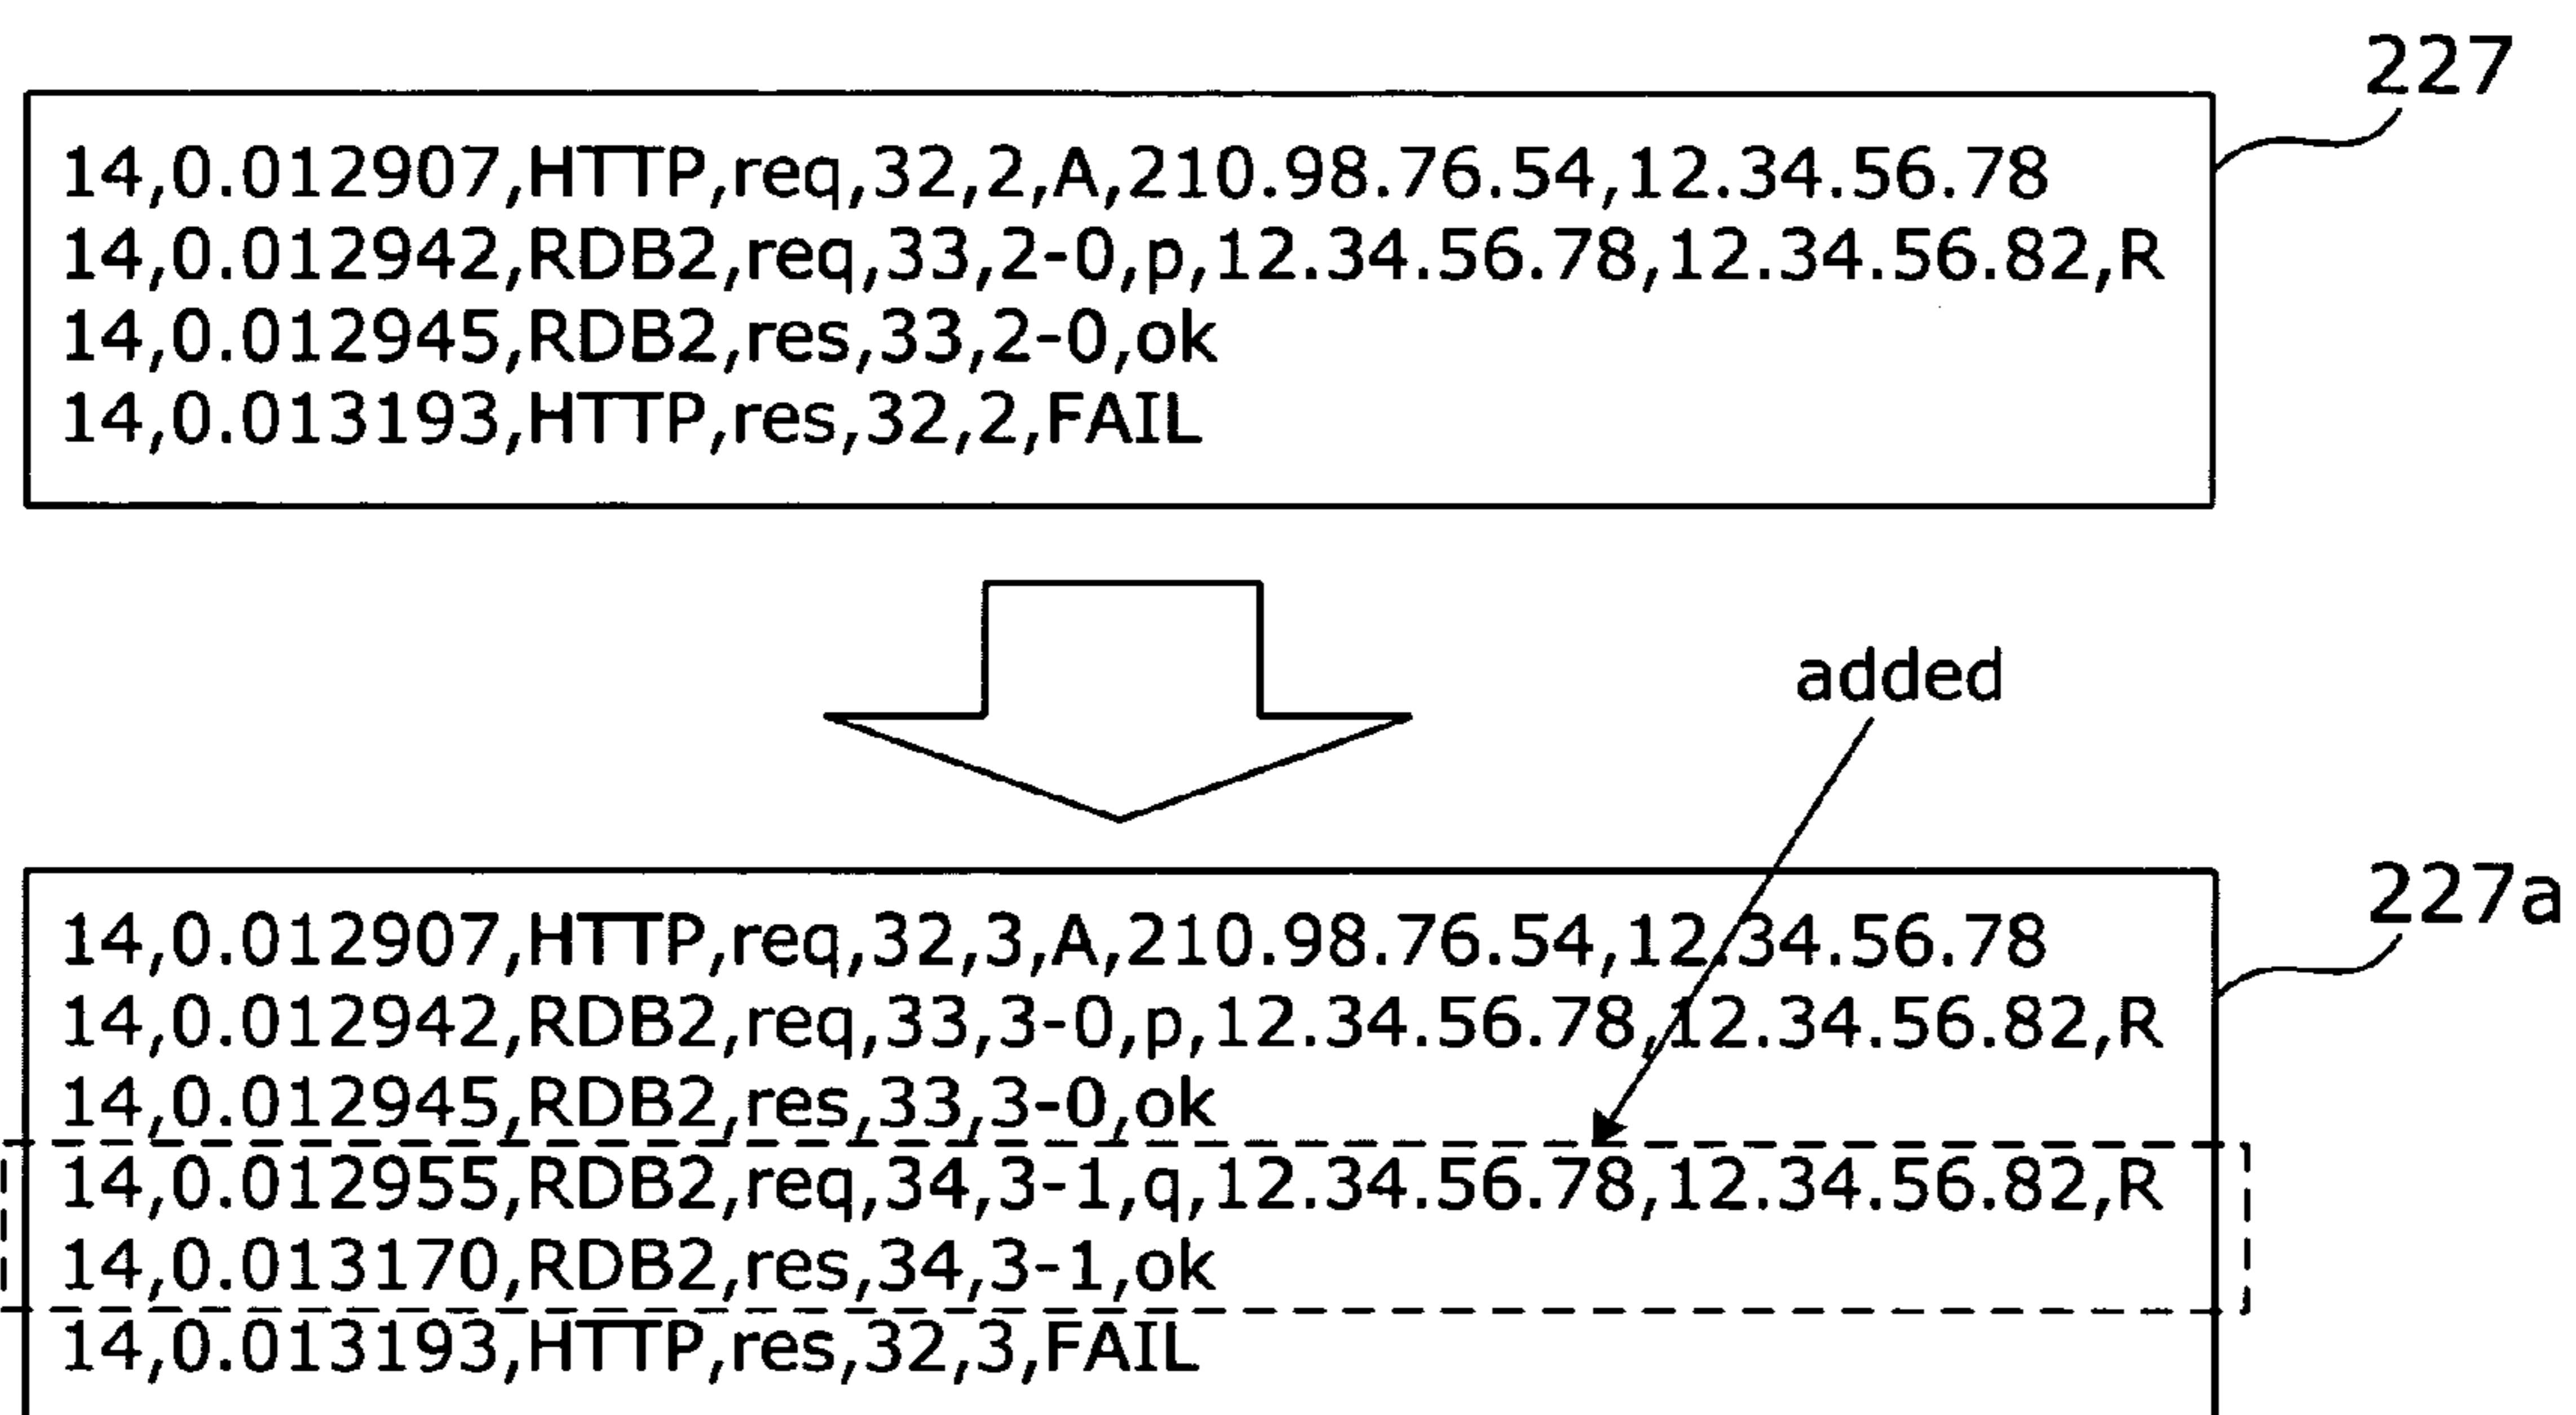 227
14,0.012907,HTTP,req,32,2,A,210.98.76.54,12.34.56.78
14,0.012942,RDB2,req,33,2-0,p,12.34.56.78,12.34.56.82,R
14,0.012945,RDB2,res,33,2-0,ok
14,0.013193,HTTP,res,32,2,FAIL
added
227a
14,0.012907,HTTP,req,32,3,A,210.98.76.54,12.34.56.78
14,0.012942,RDB2,req,33,3-0,p,12.34.56.78,12.34.56.82,R
14,0.012945,RDB2,res,33,3-0,ok
14,0.012955,RDB2,req,34,3-1,q,12.34.56.78,12.34.56.82,R
14,0.013170,RDB2,res,34,3-1,ok
14,0.013193,HTTP,res,32,3,FAIL